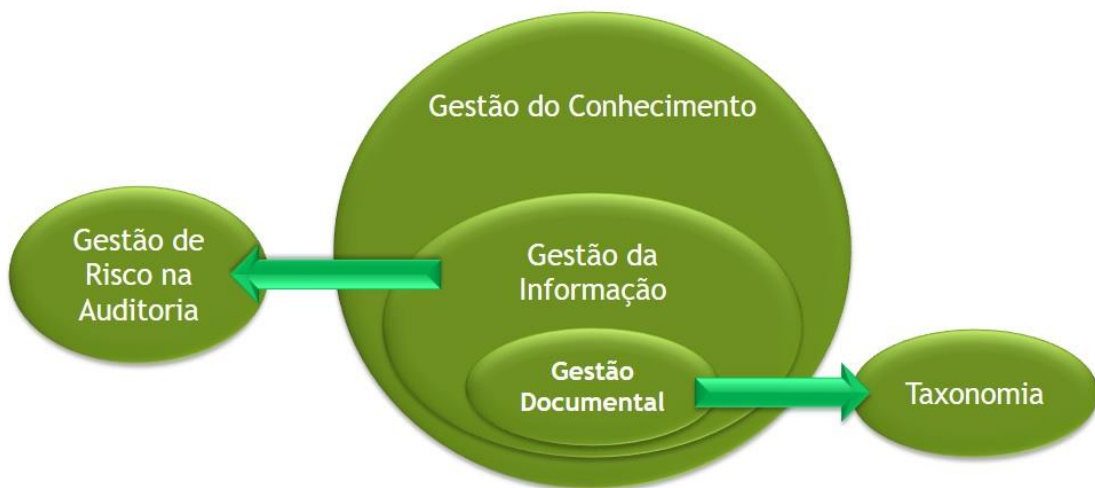 Gestão do Conhecimento
Gestão de
Risco na
Auditoria
Gestão da
Informação
Gestão
Documental
Taxonomia